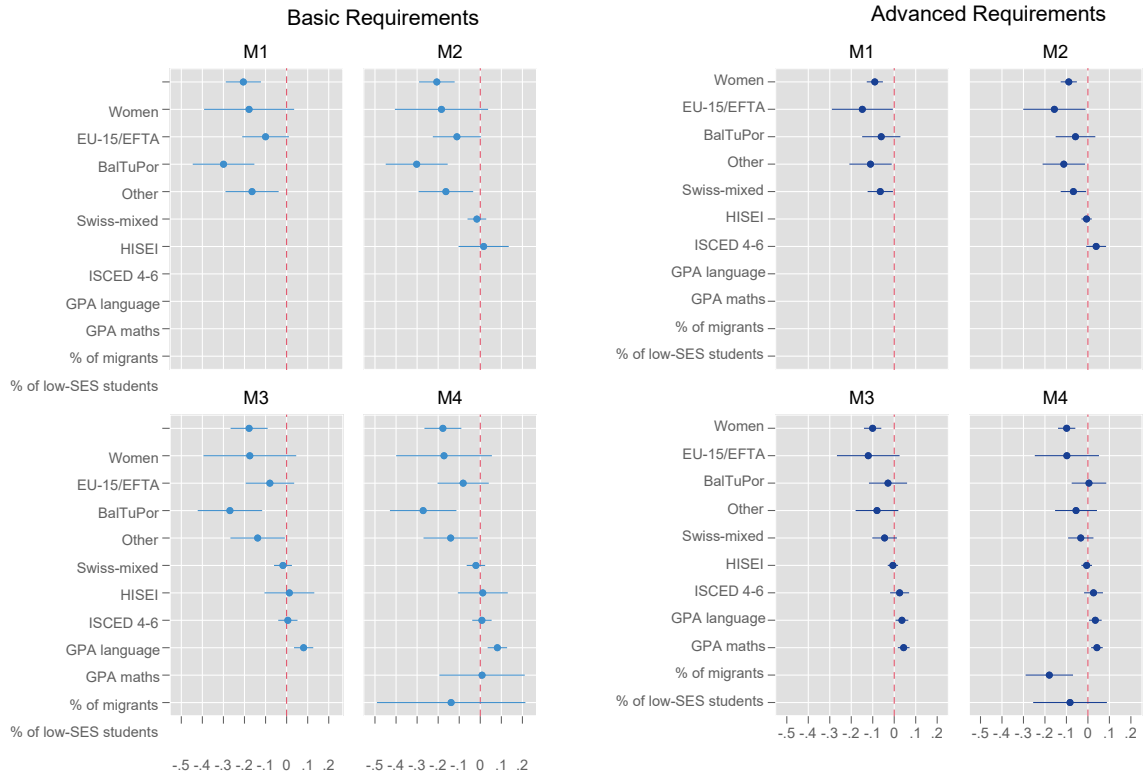 Basic Requirements
M1
M2
Women
EU-15/EFTA
BalTuPor
Other
Swiss-mixed
HISEI
ISCED 4-6
GPA language
GPA maths
% of migrants
% of low-SES students
M3
M4
Women
EU-15/EFTA
BalTuPor
Other
Swiss-mixed
HISEI
ISCED 4-6
GPA language
GPA maths
% of migrants
% of low-SES students
-.5 -.4 -.3 -.2 -.1 0 .1 .2
-.5 -.4 -.3 -.2 -.1 0 .1 .2
Advanced Requirements
M1
M2
Women
EU-15/EFTA
BalTuPor
Other
Swiss-mixed
HISEI
ISCED 4-6
GPA language
GPA maths
% of migrants
% of low-SES students
M3
M4
Women
EU-15/EFTA
BalTuPor
Other
Swiss-mixed
HISEI
ISCED 4-6
GPA language
GPA maths
% of migrants
% of low-SES students
-.5 -.4 -.3 -.2 -.1 0 .1 .2
-.5 -.4 -.3 -.2 -.1 0 .1 .2